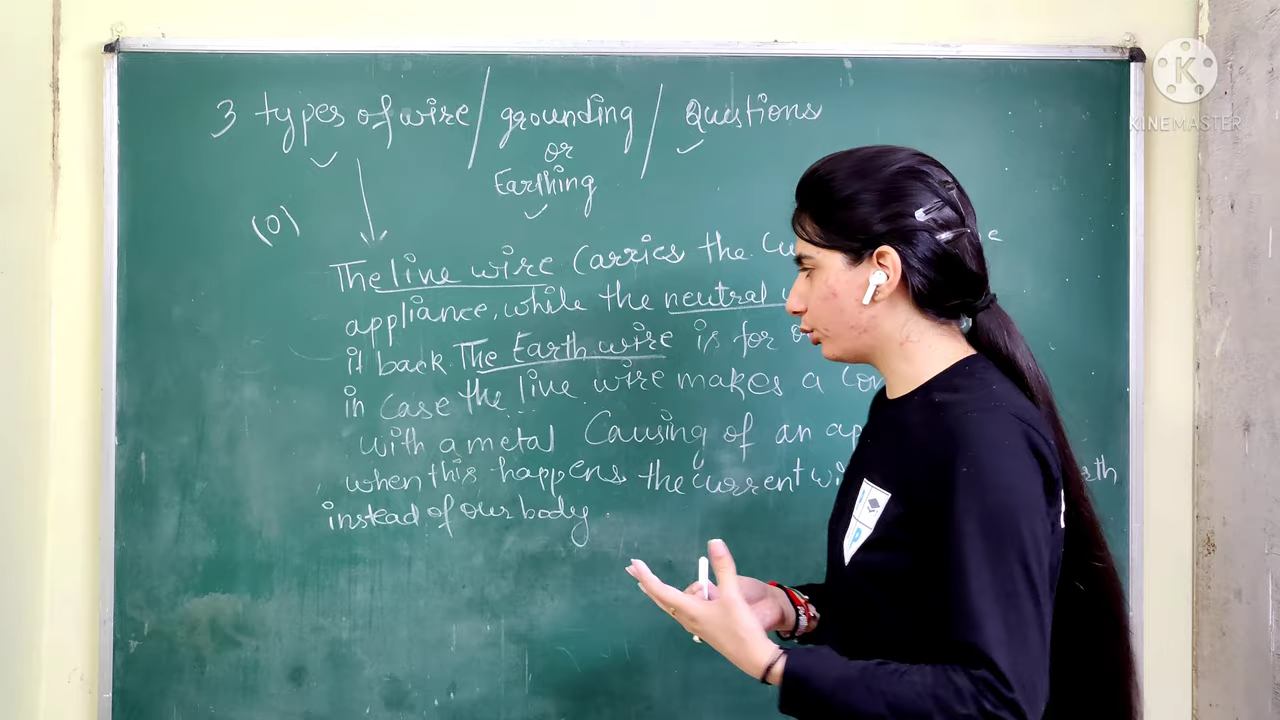 3 types of wire / grounding / Questions
or
Earthing
(0)
The line wire Carries the. e
appliance, while the neutral
it back. The Earth wire is for
in case the line wire makes a
with a metal Causing of an
when this happens the current rth
instead of our body.
K
KINEMASTER